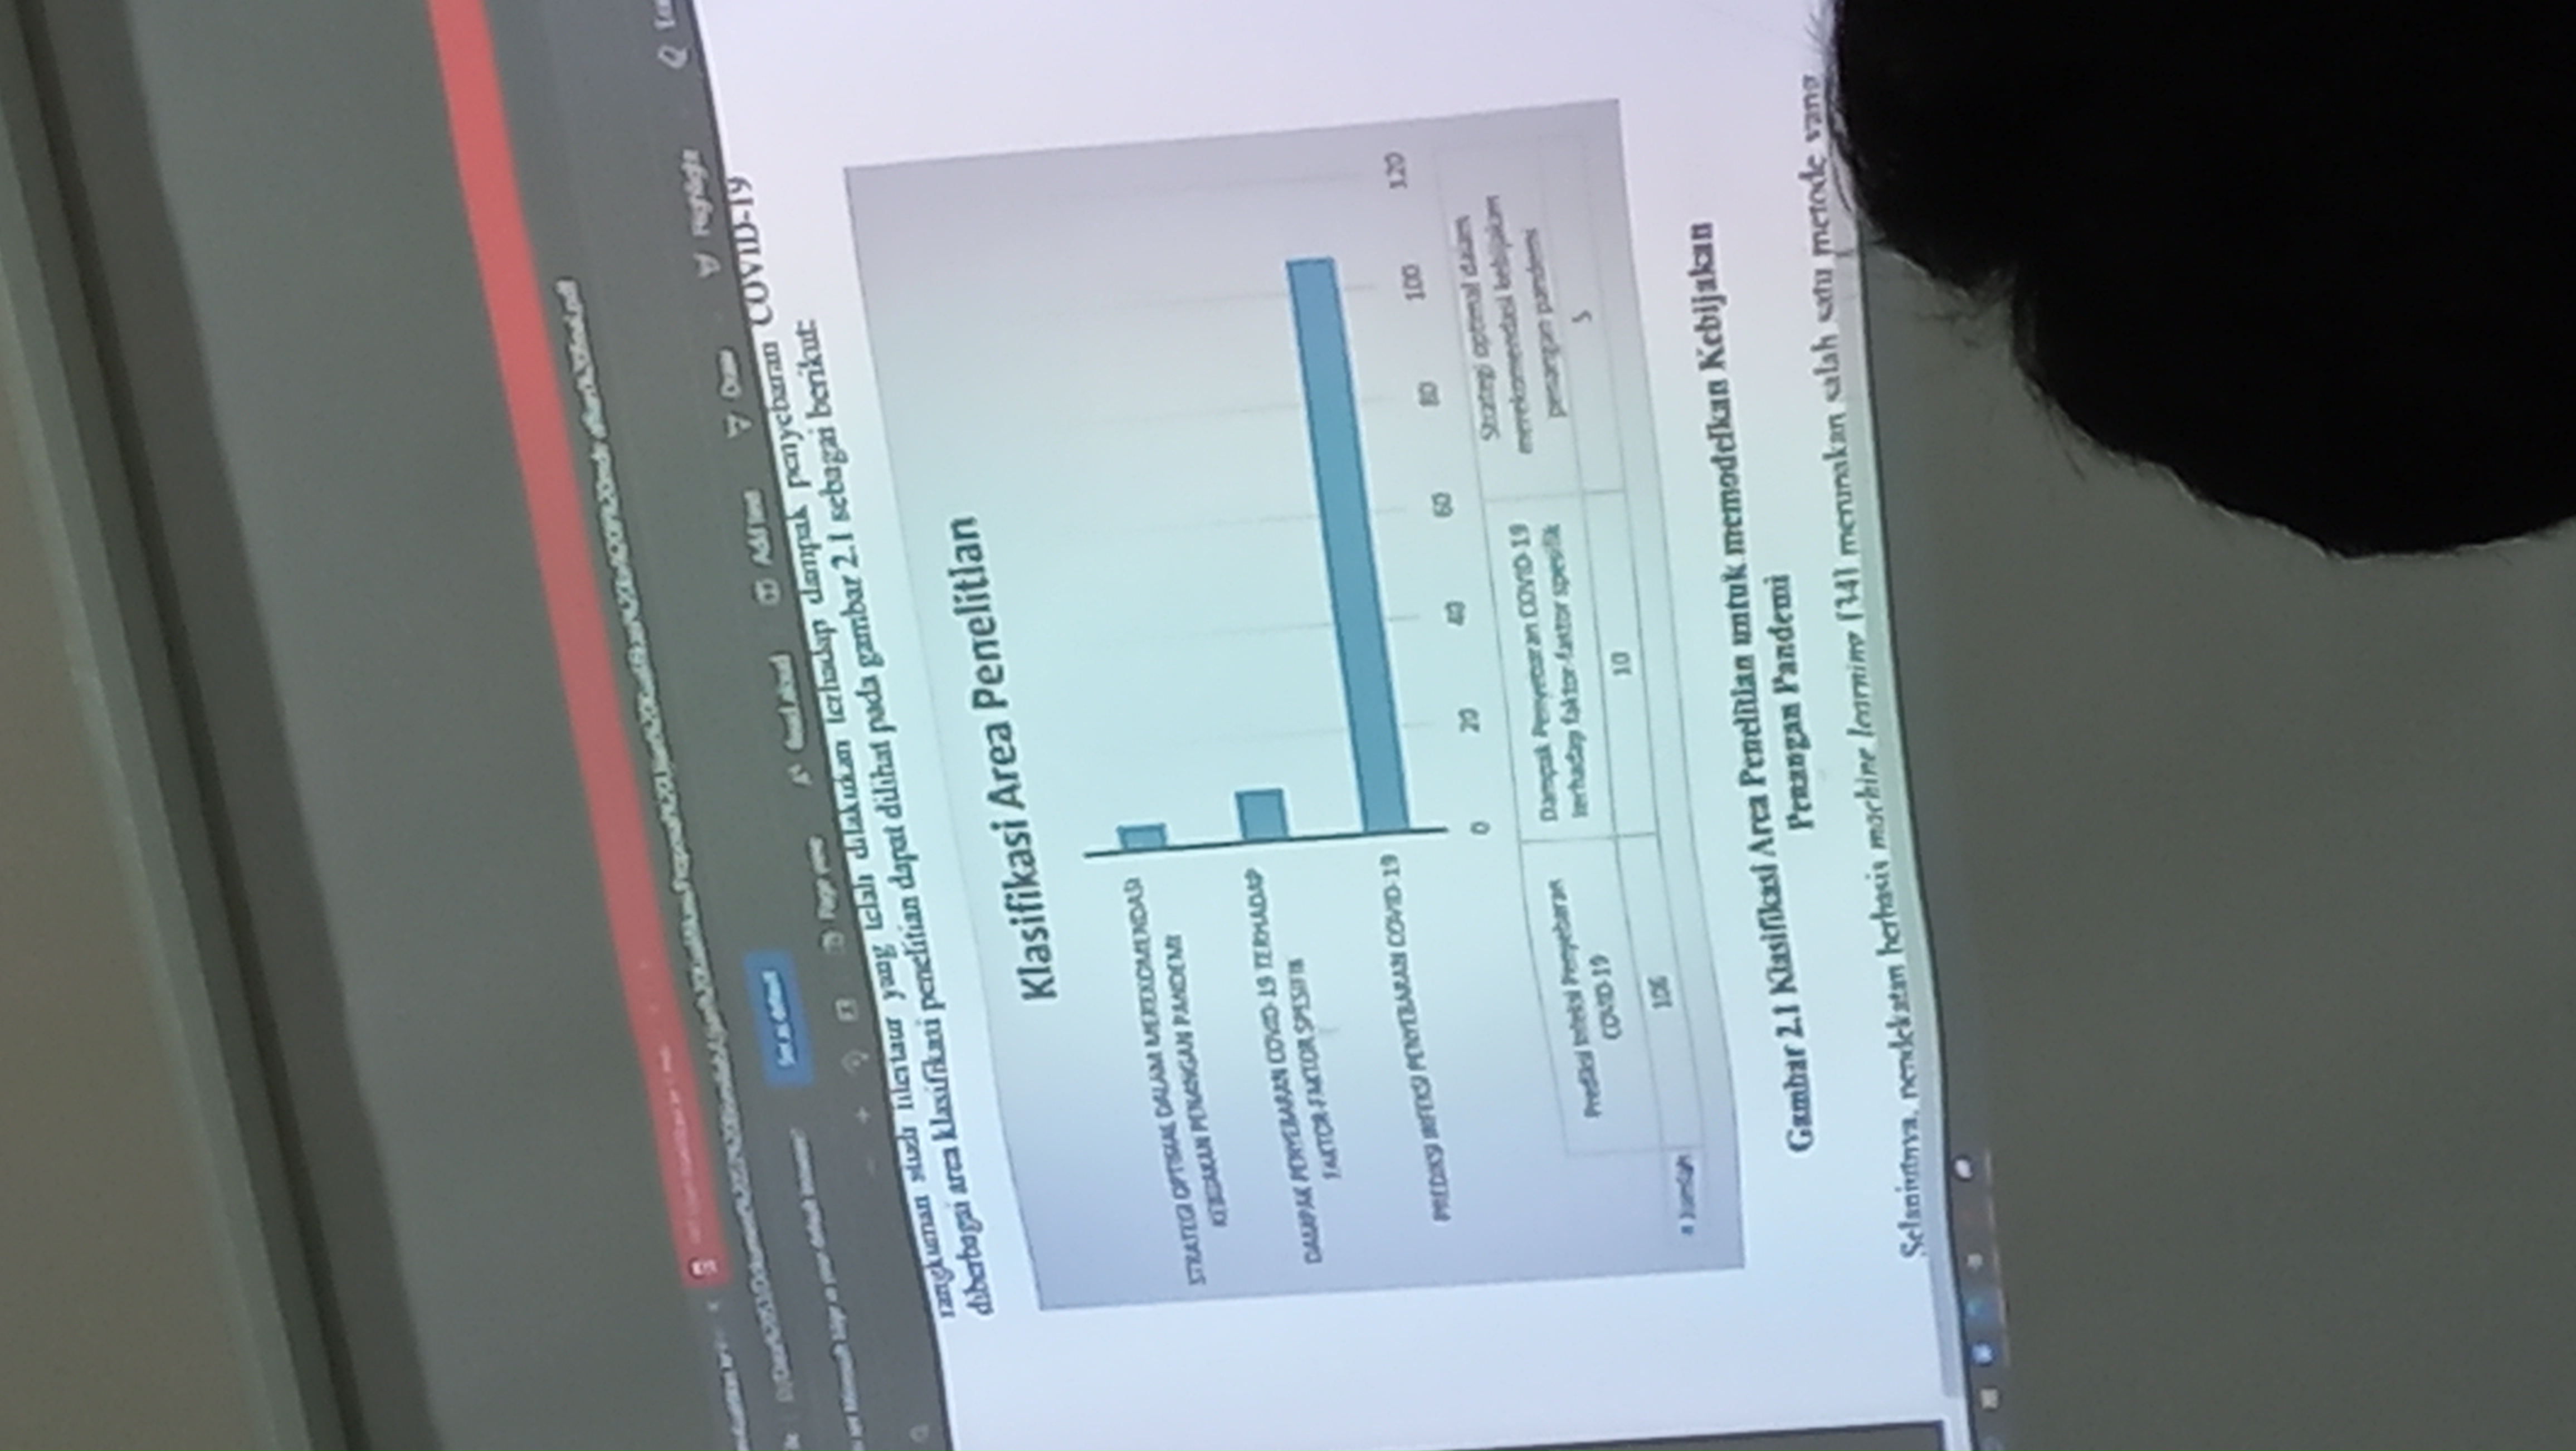 Set as default
Page view
Read aloud
Add text
Draw
Highlight
rangkuman studi litertaur yang telah dilakukan terhadap dampak penyebaran COVID-19
diberbagai area klasifikasi penelitian dapat dilihat pada gambar 2.1 sebagai berikut:
Klasifikasi Area Penelitian
STRATEGI OPTIMAL DALAM MEREKOMENDASI
KEBIJAKAN PENANGAN PANDEMI
DAMPAK PENYEBARAN COVID-19 TERHADAP
FAKTOR-FAKTOR SPESIFIK
PREDIKSI INFEKSI PENYEBARAN COVID-19
0 20 40 60 80 100 120
Prediksi Infeksi Penyebaran
COVID-19
Dampak Penyebaran COVID-19
terhadap faktor-faktor spesifik
Strategi optimal dalam
merekomendasi kebijakan
penangan pandemi
Jumlah 106 10 5
Gambar 2.1 Klasifikasi Area Penelitian untuk memodelkan Kebijakan
Penangan Pandemi
Selanjutnya, pendekatan berbasis machine learning [34] merupakan salah satu metode yang